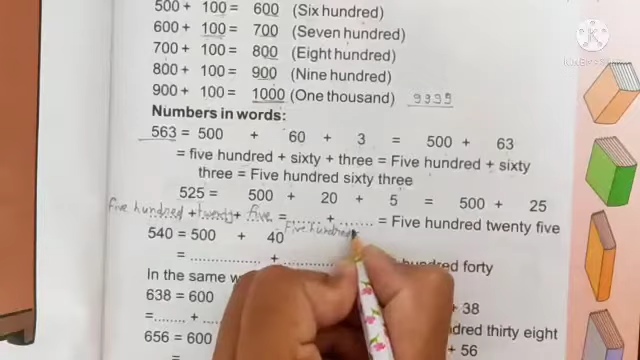 500 + 100 = 600 (Six hundred)
600 + 100 = 700 (Seven hundred)
700 + 100 = 800 (Eight hundred)
800 + 100 = 900 (Nine hundred)
900 + 100 = 1000 (One thousand)
Numbers in words:
563 = 500 + 60 + 3 = 500 + 63
= five hundred + sixty + three = Five hundred + sixty
three = Five hundred sixty three
525 = 500 + 20 + 5 = 500 + 25
five hundred + twenty + five = ...... + ....... = Five hundred twenty five
five hundred
540 = 500 + 40
= ............... + ............ hundred forty
In the same w
638 = 600 + 38
=...... + .... dred thirty eight
656 = 600 + 56
=